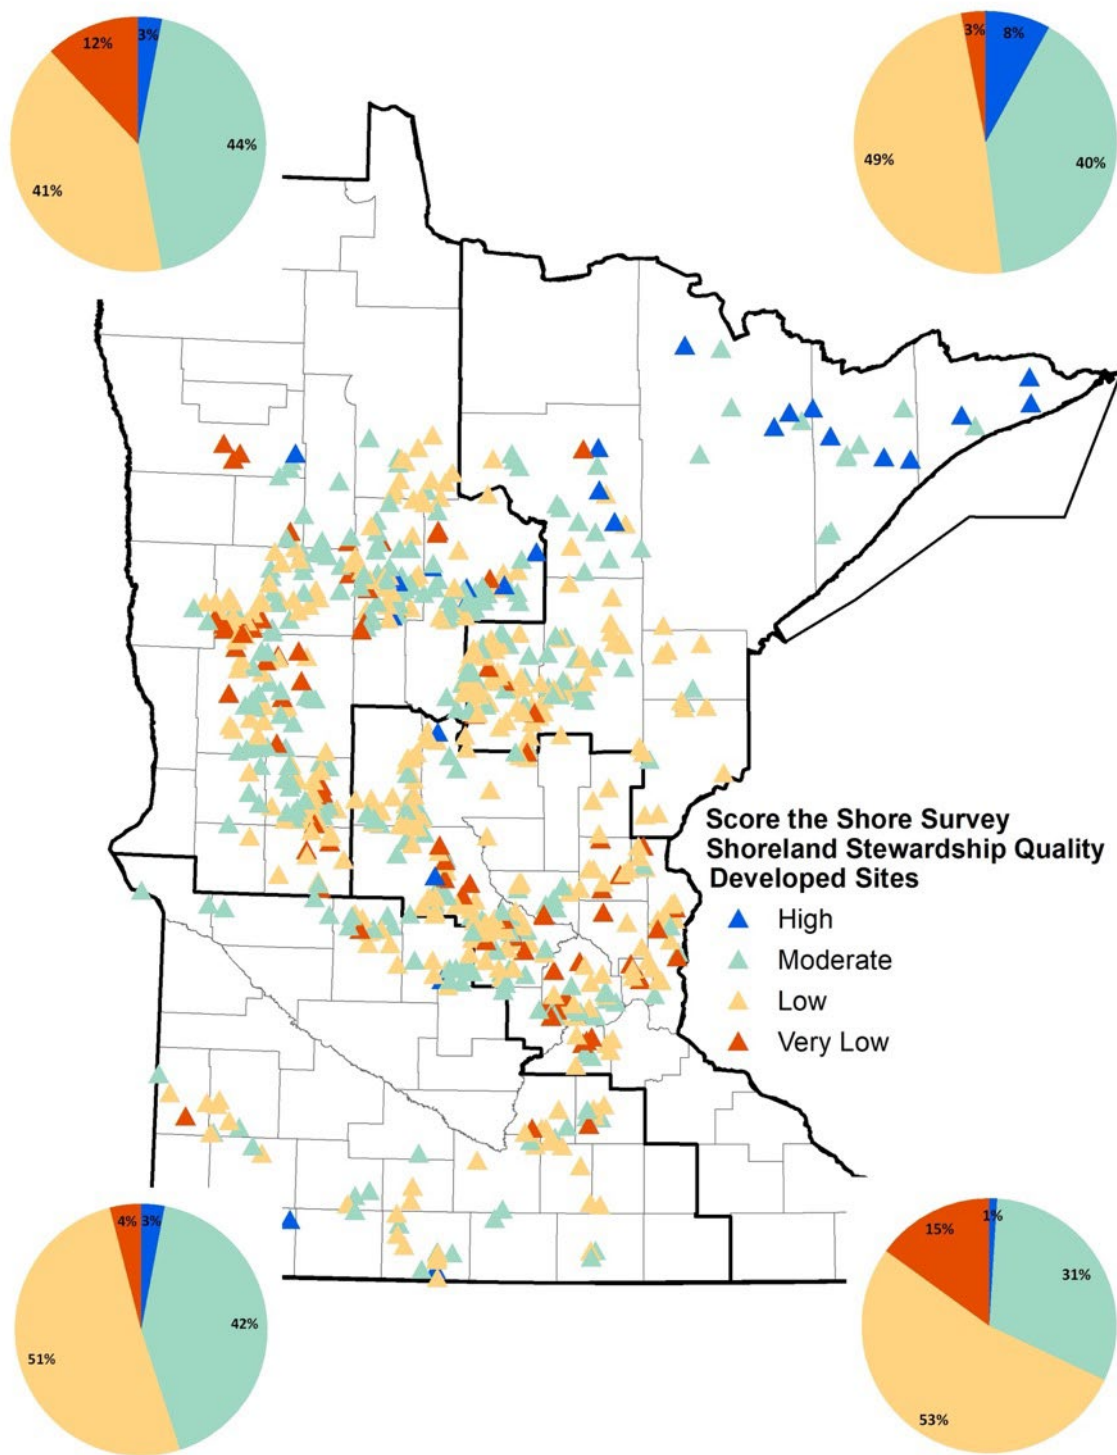 12%
3%
44%
41%
3%
8%
49%
40%
Score the Shore Survey
Shoreland Stewardship Quality
Developed Sites
High
Moderate
Low
Very Low
4%
3%
51%
42%
15%
1%
31%
53%